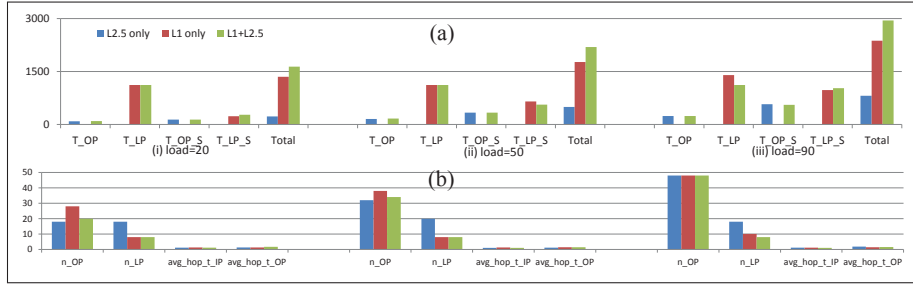 3000
L2.5 only L1 only L1+L2.5
(a)
1500
0
T_OP T_LP T_OP_S T_LP_S Total T_OP T_LP T_OP_S T_LP_S Total T_OP T_LP T_OP_S T_LP_S Total
(i) load=20 (ii) load=50 (iii) load=90
50
(b)
40
30
20
10
0
n_OP n_LP avg_hop_t_IP avg_hop_t_OP n_OP n_LP avg_hop_t_IP avg_hop_t_OP n_OP n_LP avg_hop_t_IP avg_hop_t_OP